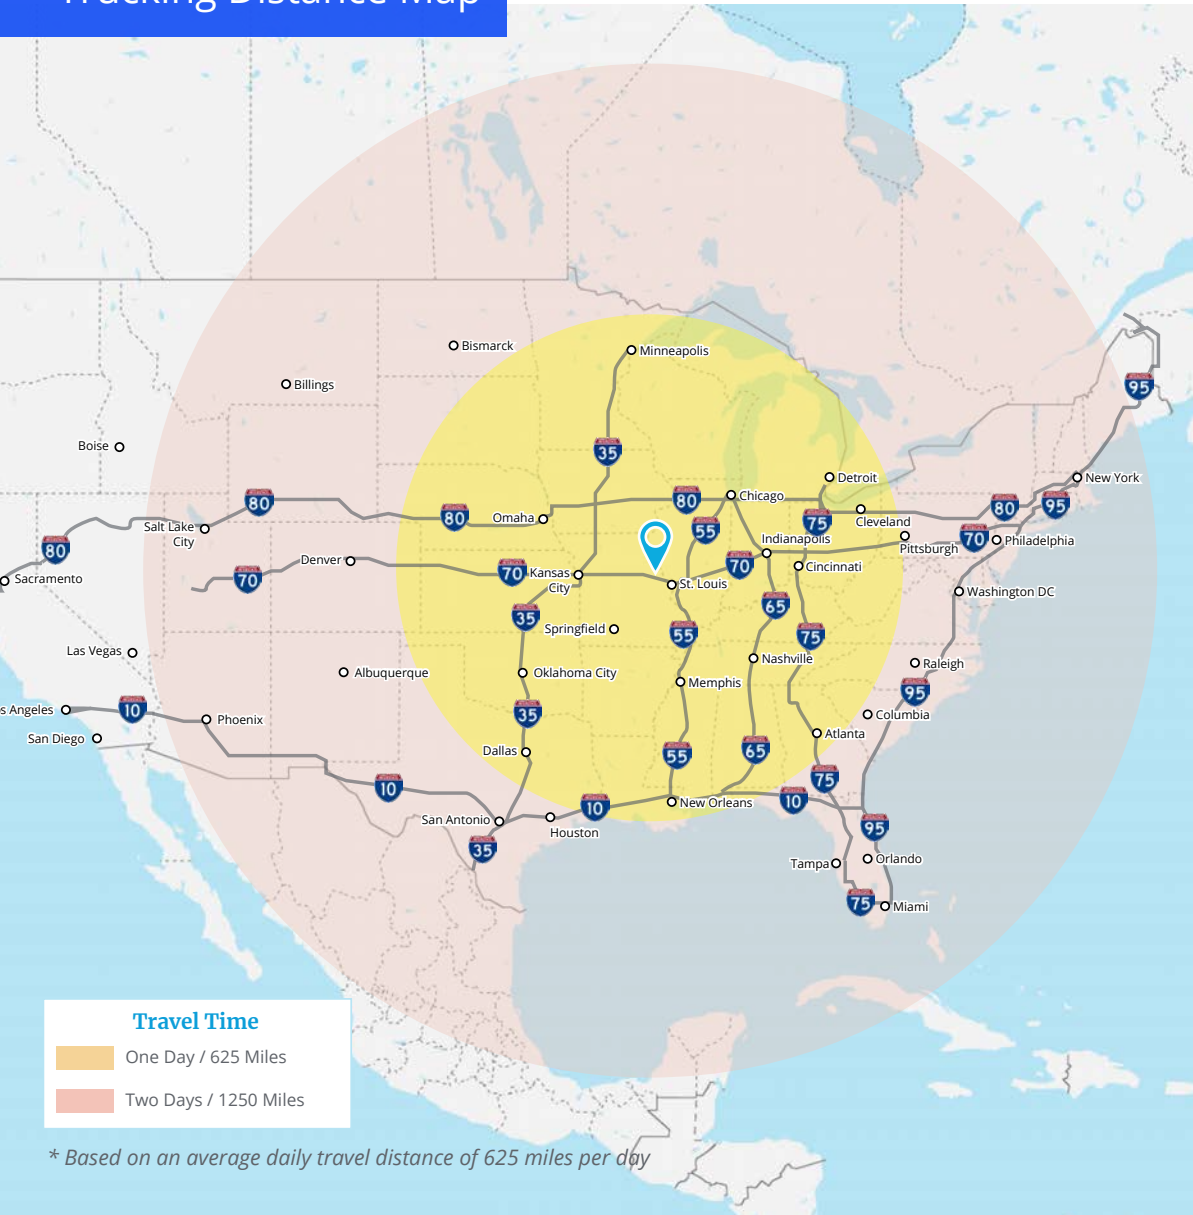 Trucking Distance Map
Bismarck
Minneapolis
Billings
95
Boise
35
Detroit
New York
80
80
80
Chicago
80
95
Omaha
75
Cleveland
Salt Lake
City
55
80
Indianapolis
Pittsburgh
70
Philadelphia
Denver
70
Kansas
City
70
Cincinnati
Sacramento
70
St. Louis
Washington DC
65
35
Springfield
55
75
Las Vegas
Nashville
Raleigh
Albuquerque
Oklahoma City
Memphis
95
s Angeles
10
Phoenix
35
Columbia
San Diego
Atlanta
Dallas
55
65
75
10
New Orleans
10
10
San Antonio
Houston
95
35
Tampa
Orlando
75
Miami
Travel Time
One Day / 625 Miles
Two Days / 1250 Miles
* Based on an average daily travel distance of 625 miles per day